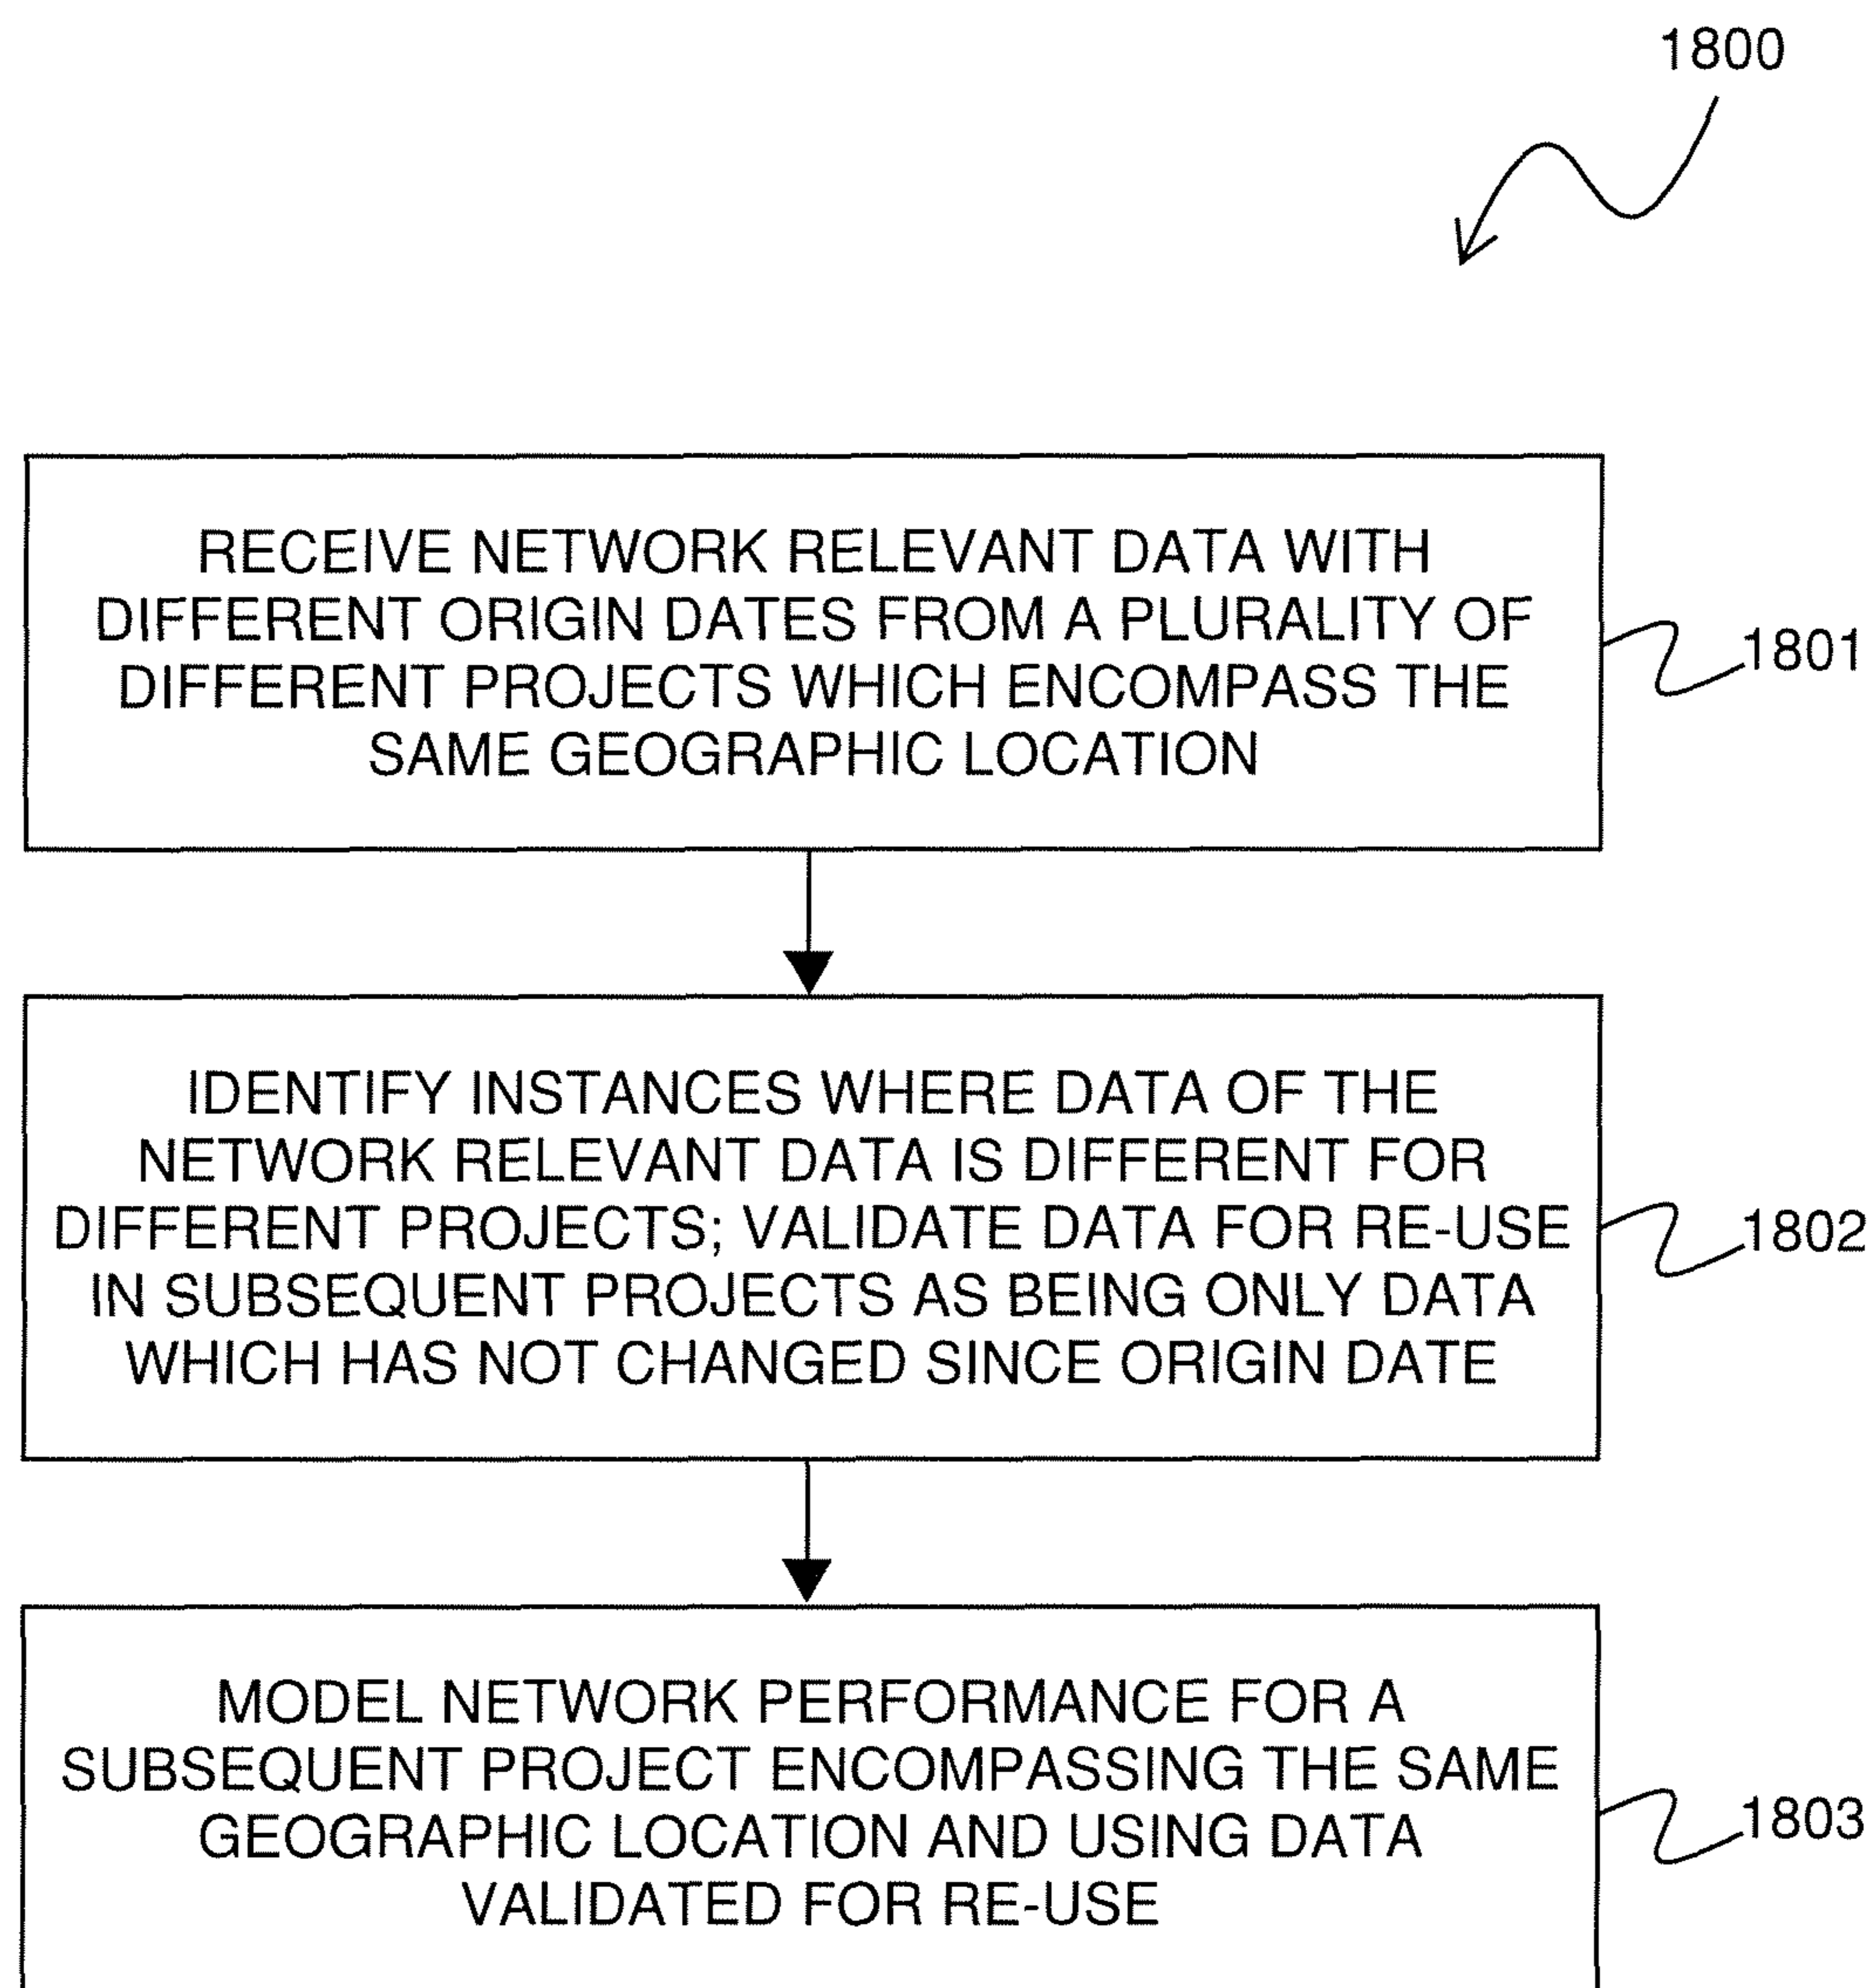 1800
RECEIVE NETWORK RELEVANT DATA WITH
DIFFERENT ORIGIN DATES FROM A PLURALITY OF
DIFFERENT PROJECTS WHICH ENCOMPASS THE
SAME GEOGRAPHIC LOCATION
1801
IDENTIFY INSTANCES WHERE DATA OF THE
NETWORK RELEVANT DATA IS DIFFERENT FOR
DIFFERENT PROJECTS; VALIDATE DATA FOR RE-USE
IN SUBSEQUENT PROJECTS AS BEING ONLY DATA
WHICH HAS NOT CHANGED SINCE ORIGIN DATE
1802
MODEL NETWORK PERFORMANCE FOR A
SUBSEQUENT PROJECT ENCOMPASSING THE SAME
GEOGRAPHIC LOCATION AND USING DATA
VALIDATED FOR RE-USE
1803